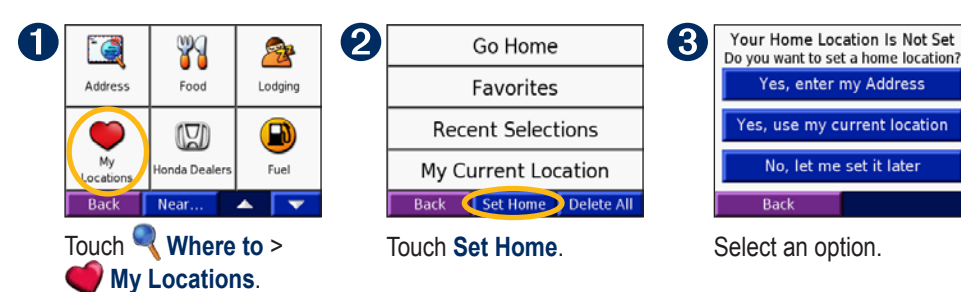 1
Address
Food
Lodging
My
Locations
Honda Dealers
Fuel
Back
Near...
Touch Where to >
My Locations.
2
Go Home
Favorites
Recent Selections
My Current Location
Back
Set Home
Delete All
Touch Set Home.
3
Your Home Location Is Not Set
Do you want to set a home location?
Yes, enter my Address
Yes, use my current location
No, let me set it later
Back
Select an option.